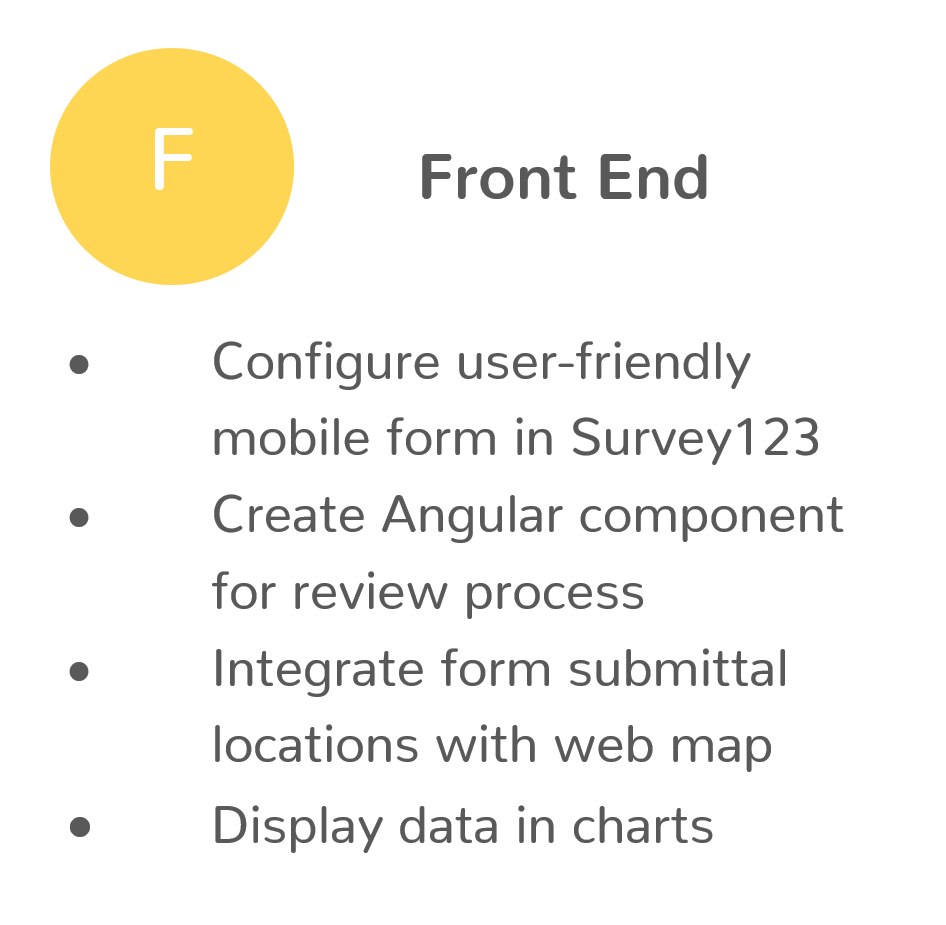 F
Front End
• Configure user-friendly
mobile form in Survey123
• Create Angular component
for review process
• Integrate form submittal
locations with web map
• Display data in charts